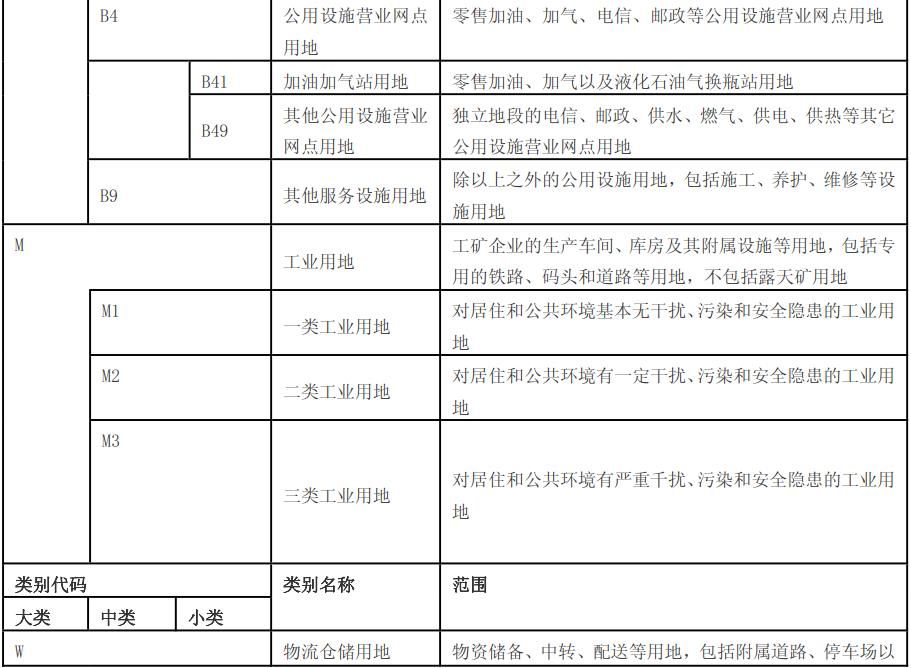 B4 公用设施营业网点 零售加油、加气、电信、邮政等公用设施营业网点用地
用地
B41 加油加气站用地 零售加油、加气以及液化石油气换瓶站用地
B49 其他公用设施营业 独立地段的电信、邮政、供水、燃气、供电、供热等其它
网点用地 公用设施营业网点用地
B9 其他服务设施用地 除以上之外的公用设施用地，包括施工、养护、维修等设
施用地
M 工业用地 工矿企业的生产车间、库房及其附属设施等用地，包括专
用的铁路、码头和道路等用地，不包括露天矿用地
M1 一类工业用地 对居住和公共环境基本无干扰、污染和安全隐患的工业用
地
M2 二类工业用地 对居住和公共环境有一定干扰、污染和安全隐患的工业用
地
M3 三类工业用地 对居住和公共环境有严重干扰、污染和安全隐患的工业用
地
类别代码 类别名称 范围
大类 中类 小类
W 物流仓储用地 物资储备、中转、配送等用地，包括附属道路、停车场以